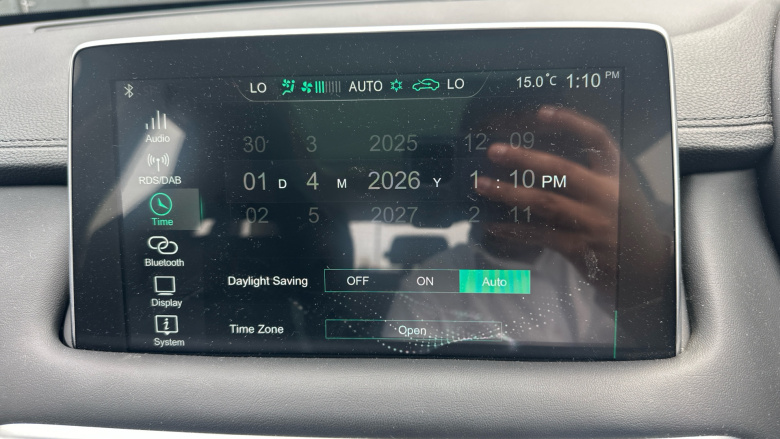 LO AUTO LO 15.0°C 1:10 PM
Audio
RDS/DAB
Time
Bluetooth
Display
System
30 3 2025 12 09
01 D 4 M 2026 Y 1 : 10 PM
02 5 2027 2 11
Daylight Saving OFF ON Auto
Time Zone Open